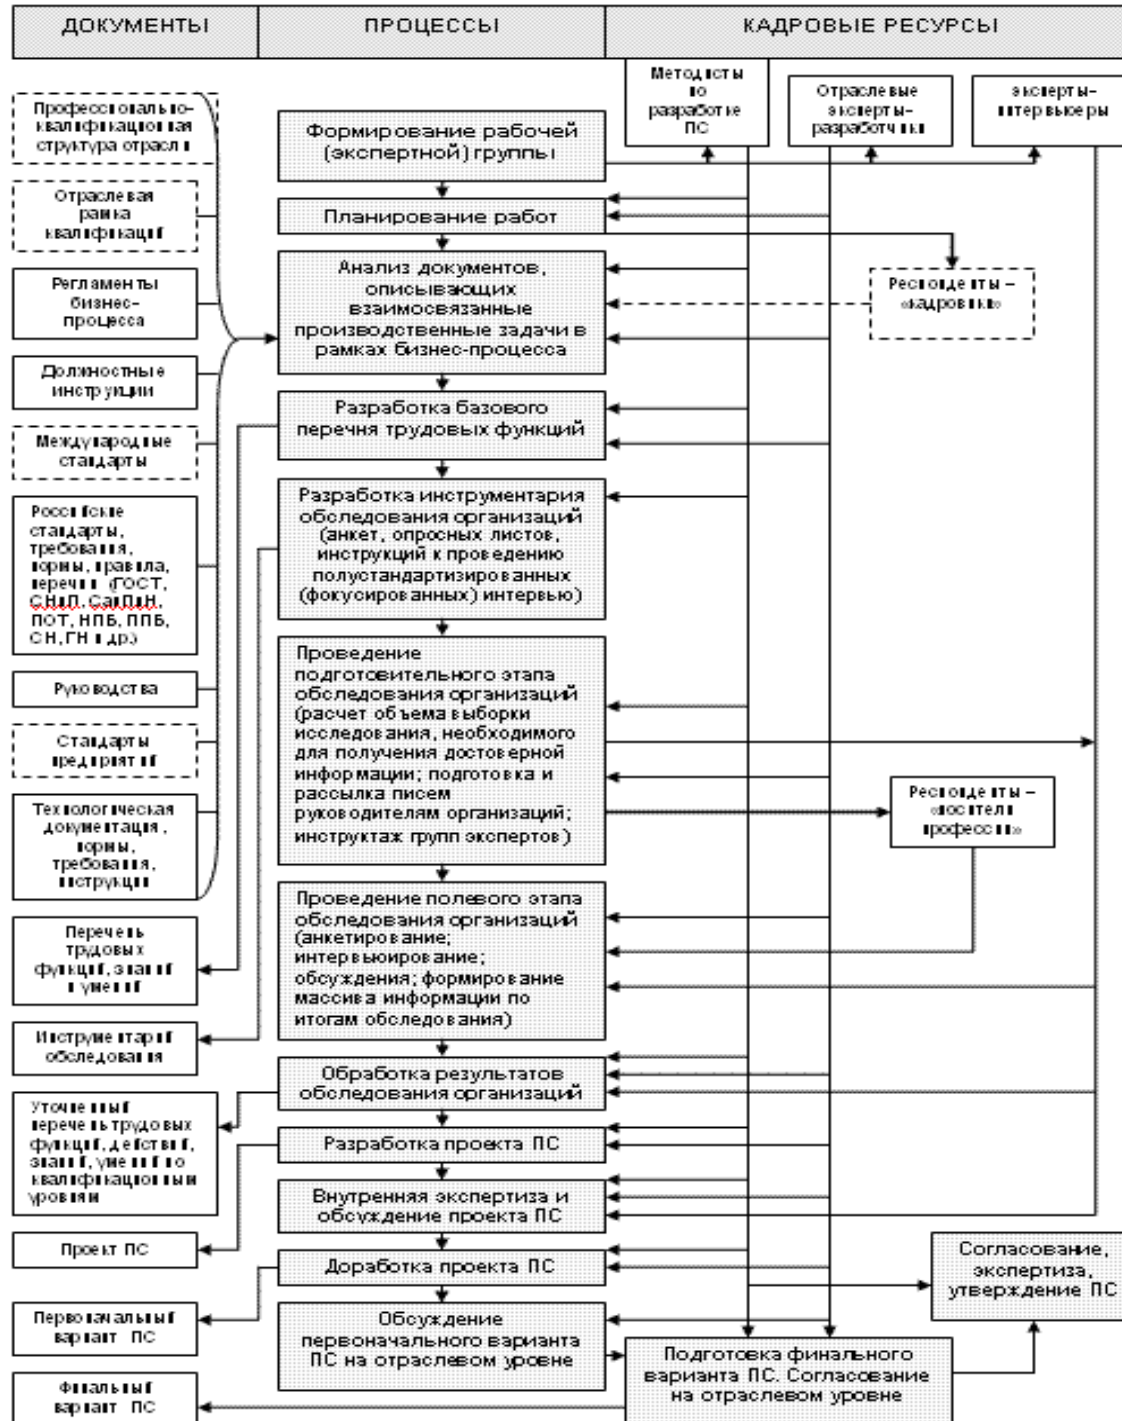 ДОКУМЕНТЫ
ПРОЦЕССЫ
КАДРОВЫЕ РЕСУРСЫ
Методисты
по
разработке
ПС
Отраслевые
эксперты-
разработчики
эксперты-
интервьюеры
Профессионально-
квалификационная
структура отрасли
Отраслевая
рамка
квалификаций
Регламенты
бизнес-
процесса
Должностные
инструкции
Международные
стандарты
Российские
стандарты,
требования,
нормы, правила,
перечни (ГОСТ,
СНиП, СанПиН,
ПОТ, НПБ, ППБ,
СН, ГН и др.)
Руководства
Стандарты
предприятий
Технологическая
документация,
нормы,
требования,
инструкции
Перечень
трудовых
функций, знаний
и умений
Инструментарий
обследования
Уточненный
перечень трудовых
функций, действий,
знаний, умений по
квалификационным
уровням
Проект ПС
Первоначальный
вариант ПС
Финальный
вариант ПС
Формирование рабочей
(экспертной) группы
Планирование работ
Анализ документов,
описывающих
взаимосвязанные
производственные задачи в
рамках бизнес-процесса
Разработка базового
перечня трудовых функций
Разработка инструментария
обследования организаций
(анкет, опросных листов,
инструкций к проведению
полустандартизированных
(фокусированных) интервью)
Проведение
подготовительного этапа
обследования организаций
(расчет объема выборки
исследования, необходимого
для получения достоверной
информации; подготовка и
рассылка писем
руководителям организаций;
инструктаж групп экспертов)
Проведение полевого этапа
обследования организаций
(анкетирование;
интервьюирование;
обсуждения; формирование
массива информации по
итогам обследования)
Обработка результатов
обследования организаций
Разработка проекта ПС
Внутренняя экспертиза и
обсуждение проекта ПС
Доработка проекта ПС
Обсуждение
первоначального варианта
ПС на отраслевом уровне
Респонденты –
«кадровики»
Респонденты –
«носители
профессии»
Согласование,
экспертиза,
утверждение ПС
Подготовка финального
варианта ПС. Согласование
на отраслевом уровне